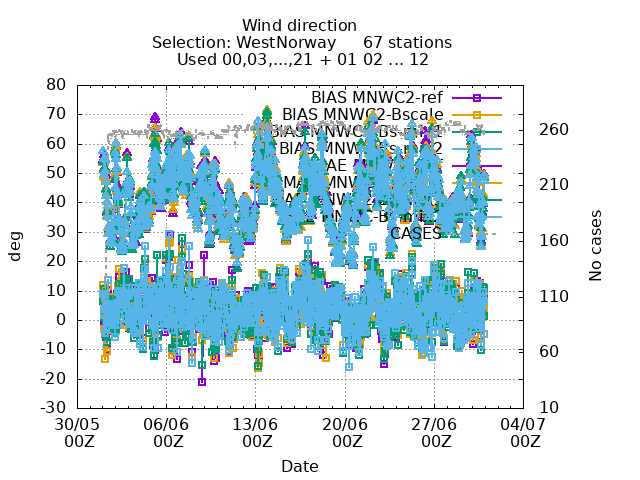 Wind direction
Selection: WestNorway 67 stations
Used 00,03,...,21 + 01 02 ... 12
80
70
60
50
40
30
20
10
0
-10
-20
-30
deg
BIAS MNWC2-ref
BIAS MNWC2-Bscale
BIAS
BIAS
CASES
260
210
160
110
60
10
No cases
30/05 06/06 13/06 20/06 27/06 04/07
00Z 00Z 00Z 00Z 00Z 00Z
Date